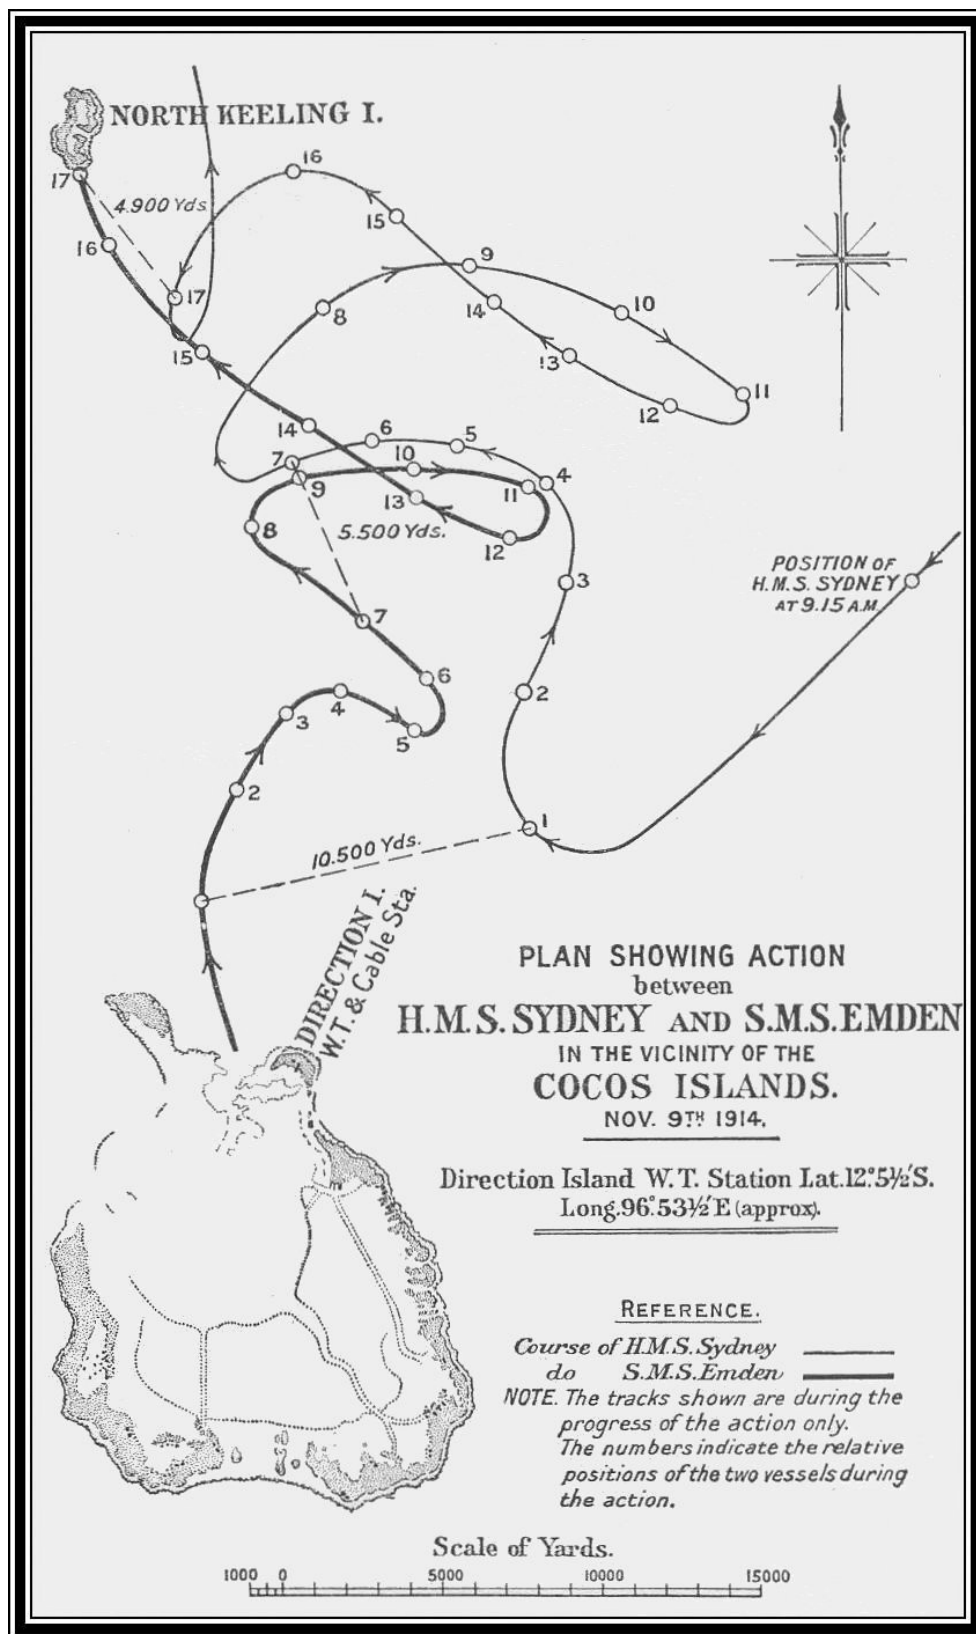 NORTH KEELING I.
17
4.900 Yds.
16
16
15
17
15
9
8
14
10
13
11
12
14
7
6
5
10
9
11
4
13
8
5.500 Yds.
12
3
POSITION OF
H.M.S. SYDNEY
AT 9.15 A.M.
7
6
2
4
3
5
2
1
10.500 Yds.
DIRECTION I.
W.T. & Cable Sta.
PLAN SHOWING ACTION
between
H.M.S. SYDNEY AND S.M.S. EMDEN
IN THE VICINITY OF THE
COCOS ISLANDS.
NOV. 9TH 1914.
Direction Island W.T. Station Lat. 12°.5½'S.
Long. 96°.53½'E (approx).
REFERENCE.
Course of H.M.S. Sydney
do S.M.S. Emden
NOTE. The tracks shown are during the
progress of the action only.
The numbers indicate the relative
positions of the two vessels during
the action.
Scale of Yards.
1000 0 5000 10000 15000